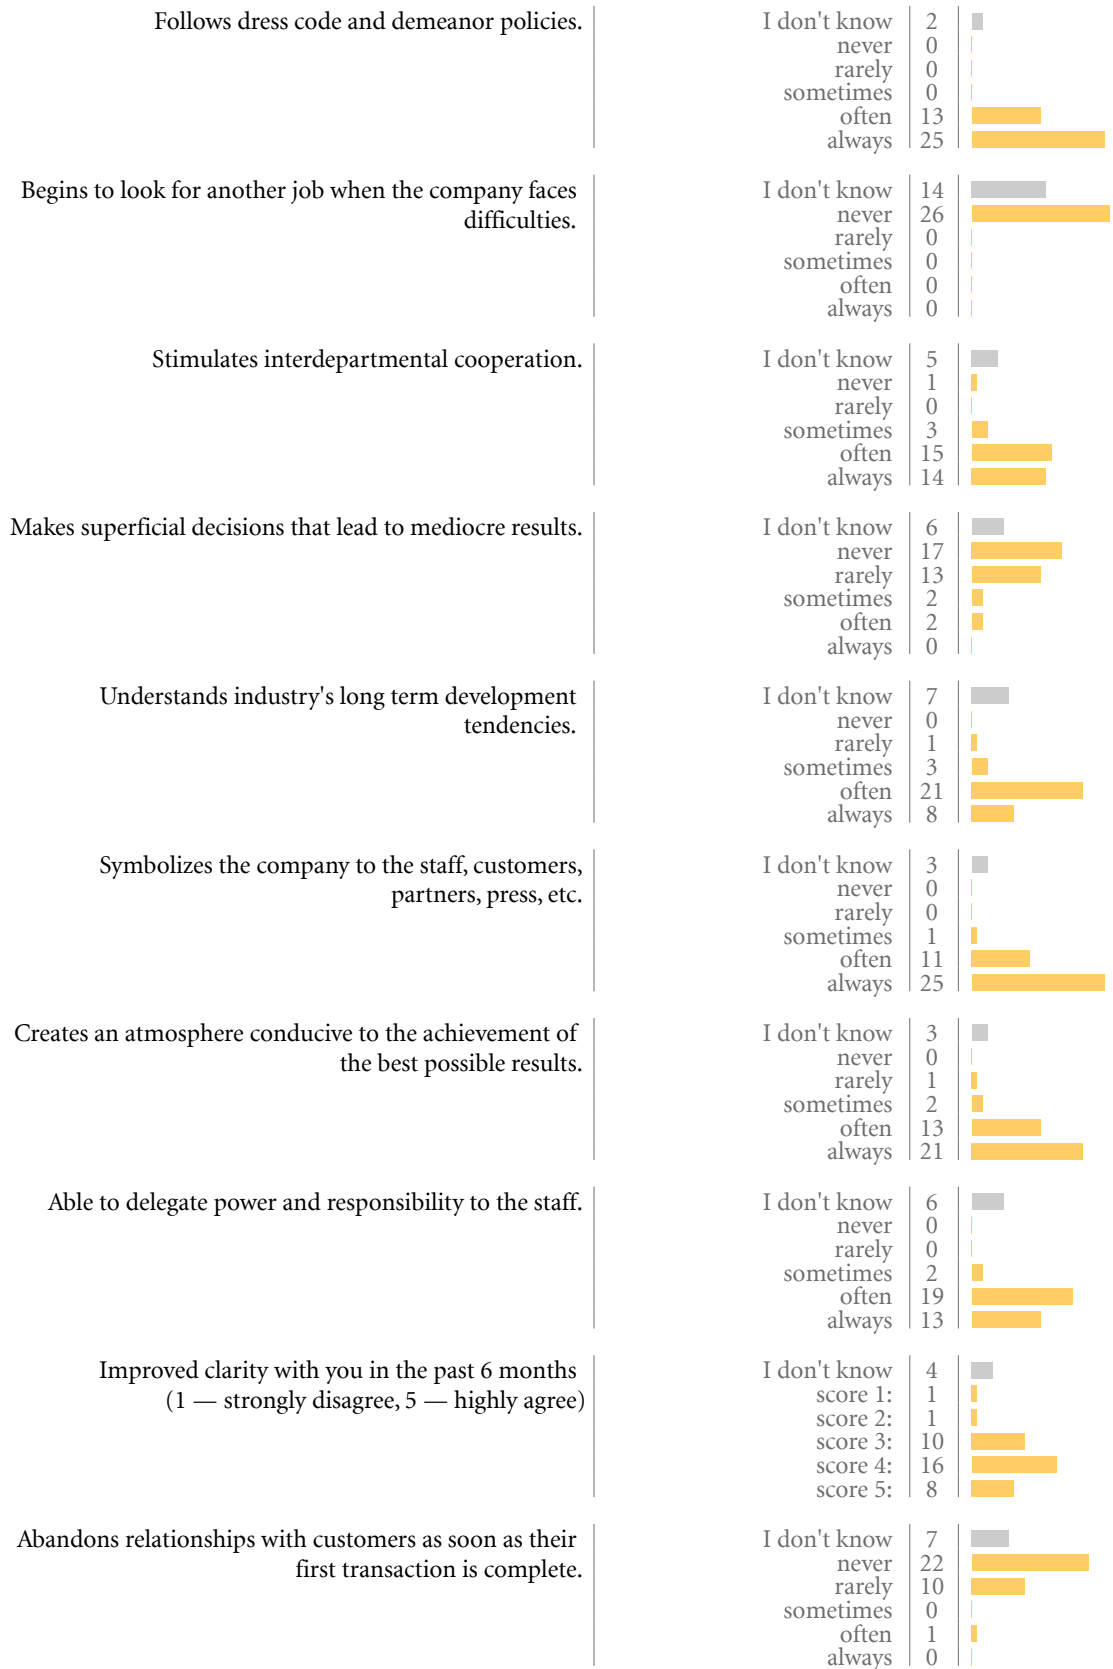 Follows dress code and demeanor policies.
I don't know 2
never 0
rarely 0
sometimes 0
often 13
always 25
Begins to look for another job when the company faces
difficulties.
I don't know 14
never 26
rarely 0
sometimes 0
often 0
always 0
Stimulates interdepartmental cooperation.
I don't know 5
never 1
rarely 0
sometimes 3
often 15
always 14
Makes superficial decisions that lead to mediocre results.
I don't know 6
never 17
rarely 13
sometimes 2
often 2
always 0
Understands industry's long term development
tendencies.
I don't know 7
never 0
rarely 1
sometimes 3
often 21
always 8
Symbolizes the company to the staff, customers,
partners, press, etc.
I don't know 3
never 0
rarely 0
sometimes 1
often 11
always 25
Creates an atmosphere conducive to the achievement of
the best possible results.
I don't know 3
never 0
rarely 1
sometimes 2
often 13
always 21
Able to delegate power and responsibility to the staff.
I don't know 6
never 0
rarely 0
sometimes 2
often 19
always 13
Improved clarity with you in the past 6 months
(1 — strongly disagree, 5 — highly agree)
I don't know 4
score 1: 1
score 2: 1
score 3: 10
score 4: 16
score 5: 8
Abandons relationships with customers as soon as their
first transaction is complete.
I don't know 7
never 22
rarely 10
sometimes 0
often 1
always 0